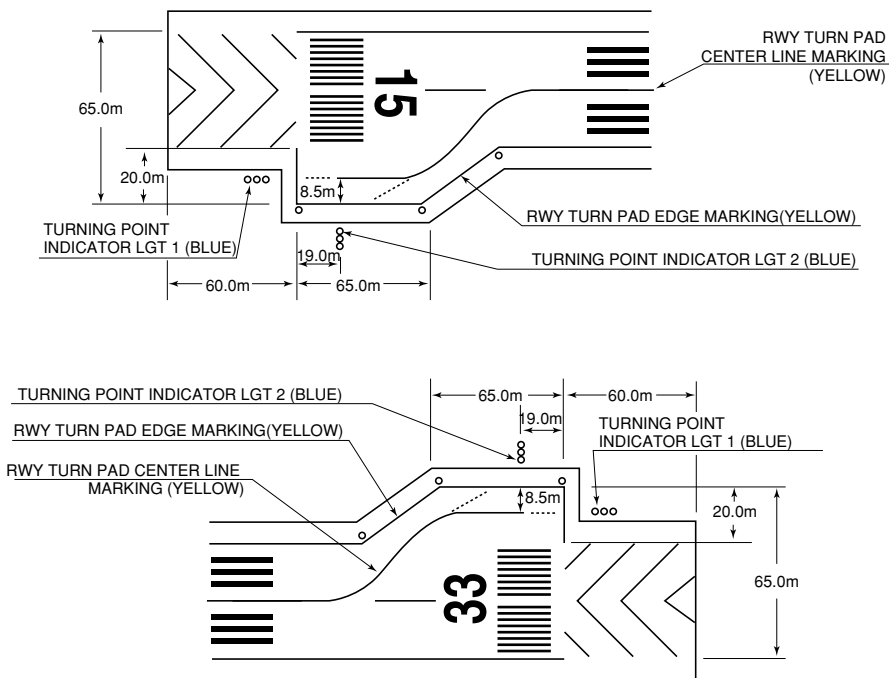 RWY TURN PAD
CENTER LINE MARKING
(YELLOW)
15
65.0m
20.0m
8.5m
RWY TURN PAD EDGE MARKING(YELLOW)
TURNING POINT
INDICATOR LGT 1 (BLUE)
19.0m
TURNING POINT INDICATOR LGT 2 (BLUE)
60.0m
65.0m
TURNING POINT INDICATOR LGT 2 (BLUE)
65.0m
60.0m
19.0m
TURNING POINT
INDICATOR LGT 1 (BLUE)
RWY TURN PAD EDGE MARKING(YELLOW)
RWY TURN PAD CENTER LINE
MARKING (YELLOW)
8.5m
20.0m
65.0m
33